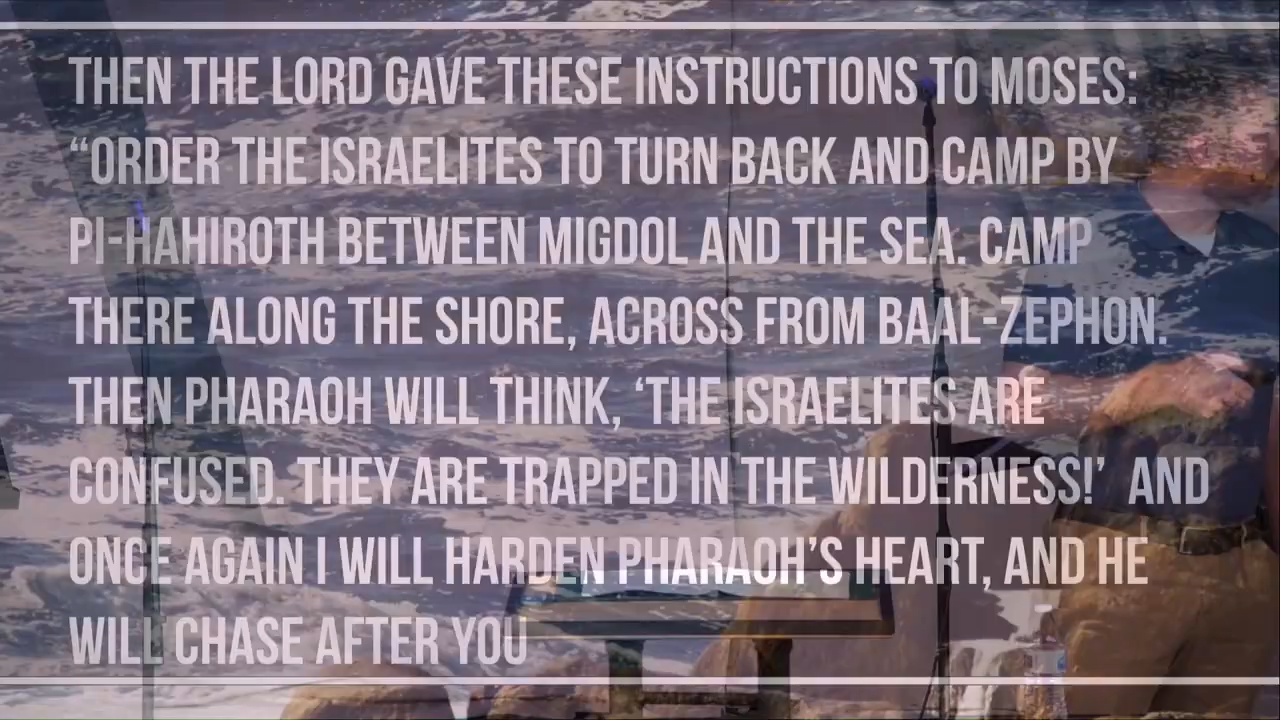 THEN THE LORD GAVE THESE INSTRUCTIONS TO MOSES:
“ORDER THE ISRAELITES TO TURN BACK AND CAMP BY
PI-HAHIROTH BETWEEN MIGDOL AND THE SEA. CAMP
THERE ALONG THE SHORE, ACROSS FROM BAAL-ZEPHON.
THEN PHARAOH WILL THINK, ‘THE ISRAELITES ARE
CONFUSED. THEY ARE TRAPPED IN THE WILDERNESS!’ AND
ONCE AGAIN I WILL HARDEN PHARAOH’S HEART, AND HE
WILL CHASE AFTER YOU